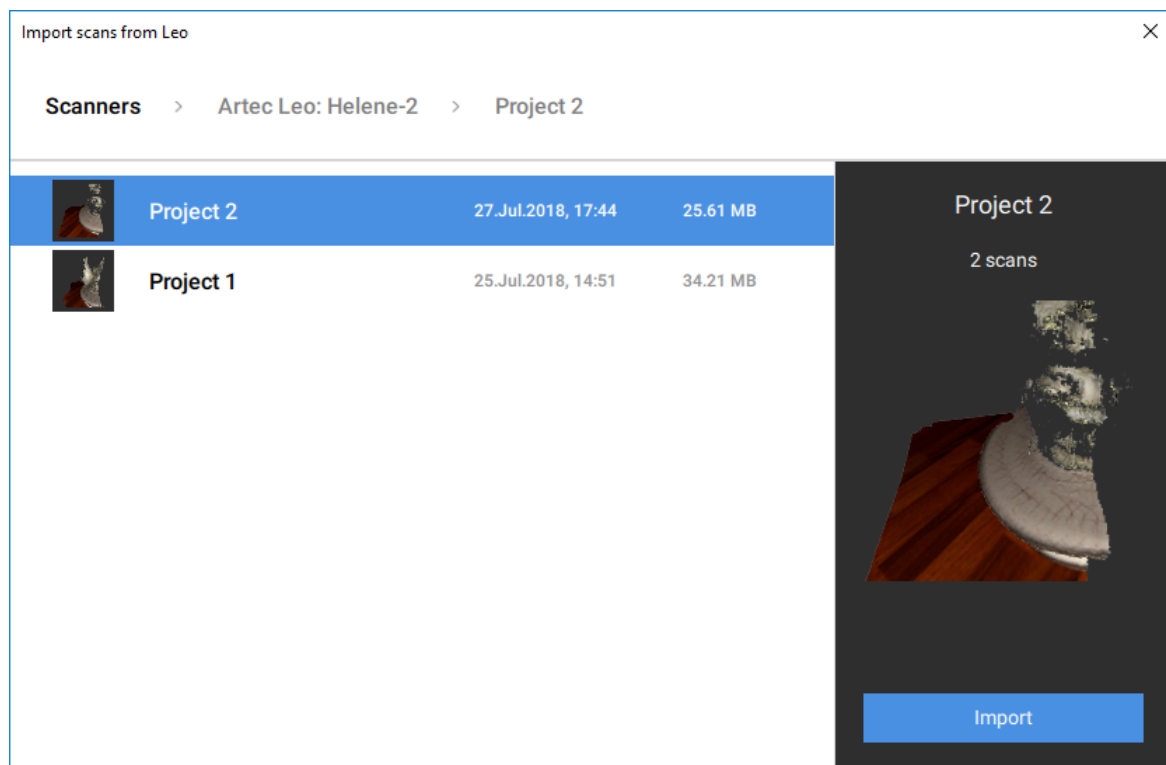 Import scans from Leo
Scanners > Artec Leo: Helene-2 > Project 2
Project 2 27.Jul.2018, 17:44 25.61 MB
Project 1 25.Jul.2018, 14:51 34.21 MB
Project 2
2 scans
Import